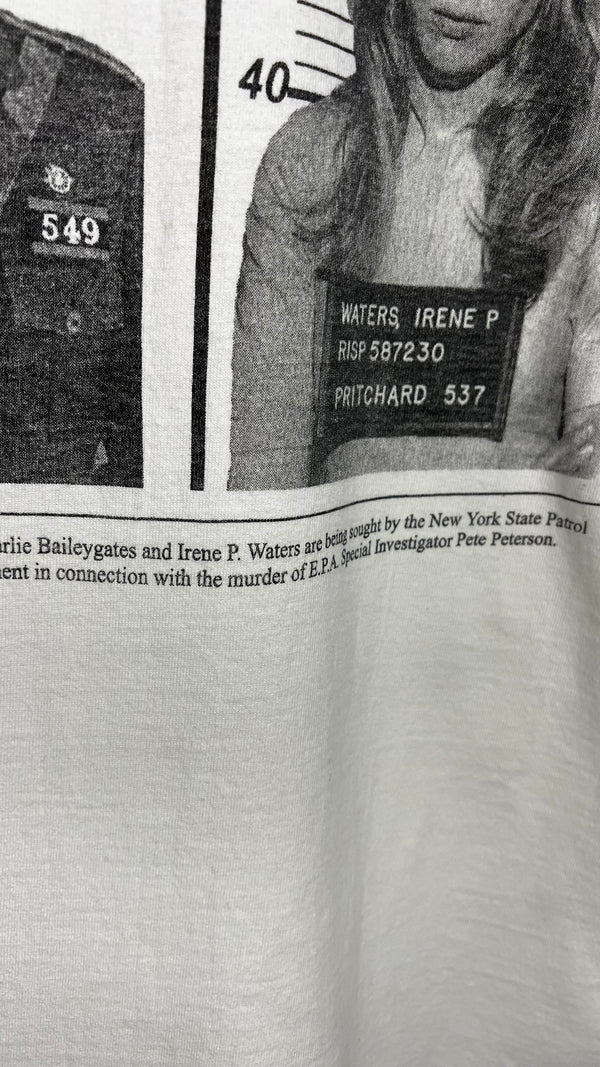 40
549
WATERS, IRENE P
RISP 587230
PRITCHARD 537
rlie Baileygates and Irene P. Waters are being sought by the New York State Patrol
ent in connection with the murder of E.P.A. Special Investigator Pete Peterson.